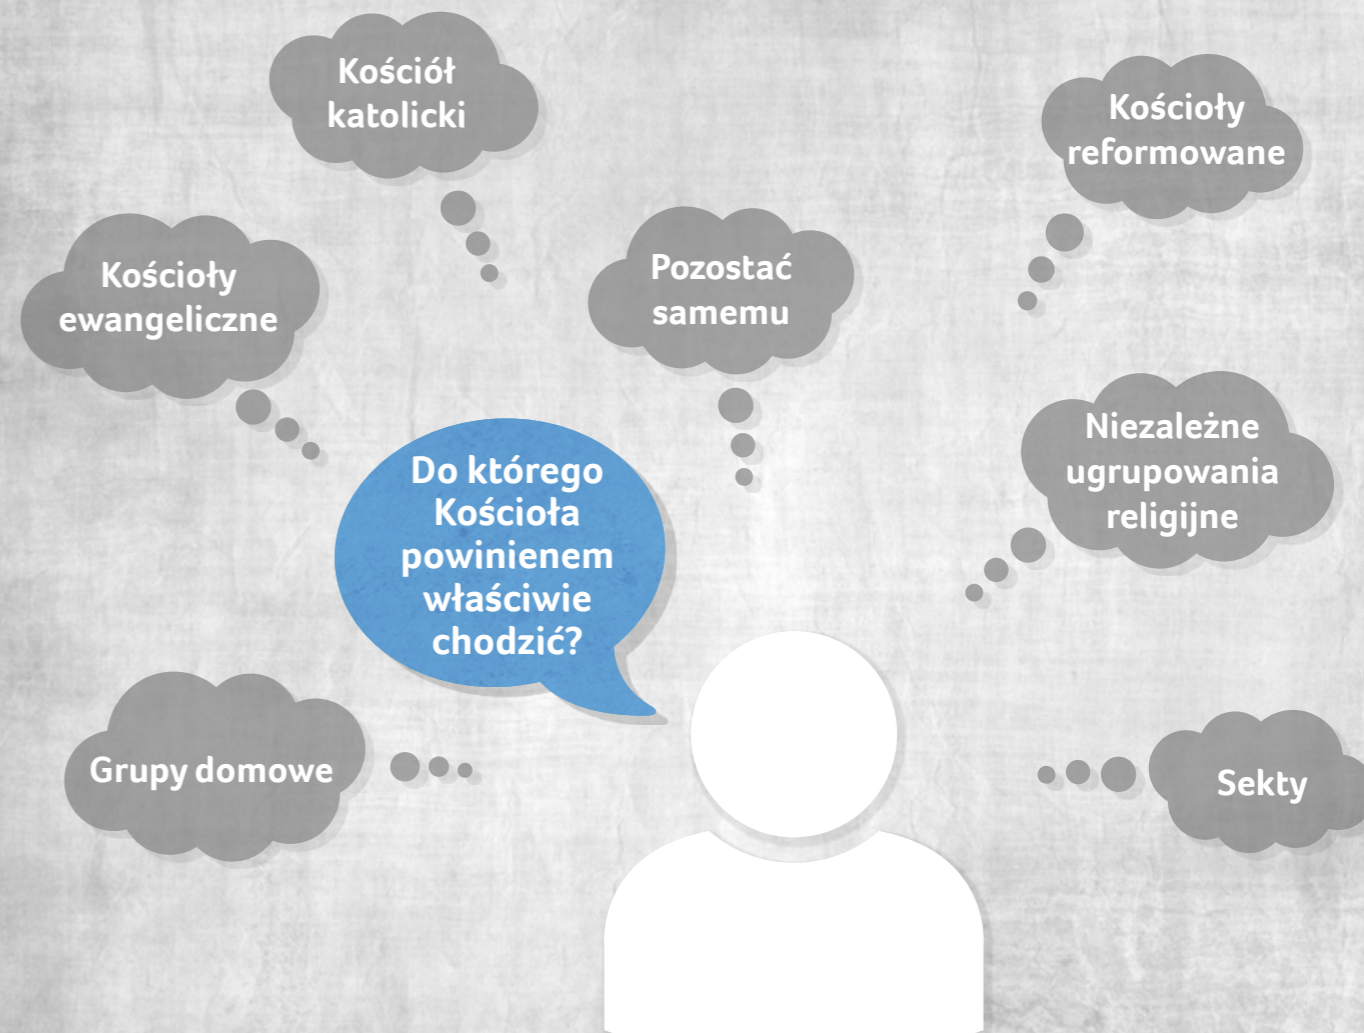 Kościół
katolicki
Kościoły
reformowane
Kościoły
ewangeliczne
Pozostać
samemu
Niezależne
ugrupowania
religijne
Do którego
Kościoła
powinienem
właściwie
chodzić?
Grupy domowe
Sekty